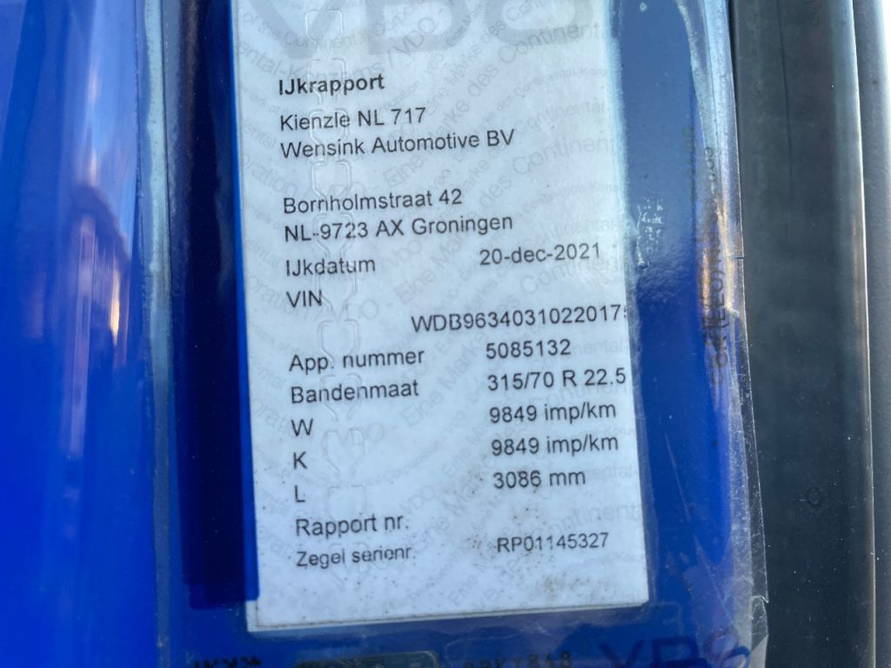 IJkrapport
Kienzle NL 717
Wensink Automotive BV
Bornholmstraat 42
NL-9723 AX Groningen
IJkdatum 20-dec-2021
VIN
WDB9634031022017
App. nummer 5085132
Bandenmaat 315/70 R 22.5
W 9849 imp/km
K 9849 imp/km
L 3086 mm
Rapport nr.
Zegel serienr. RP01145327